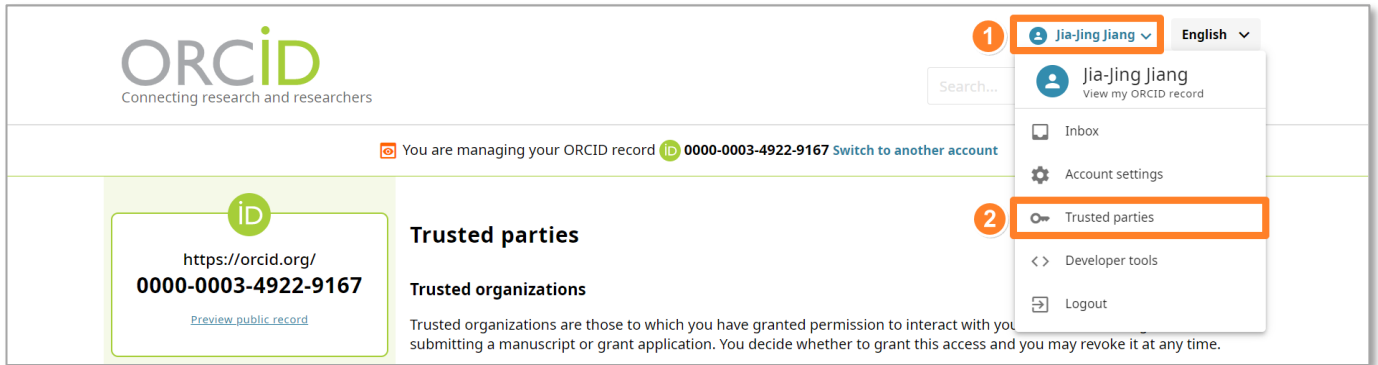 ORCID
Connecting research and researchers
1
Jia-Jing Jiang
English
Search...
Jia-Jing Jiang
View my ORCID record
Inbox
Account settings
2
Trusted parties
Developer tools
Logout
iD You are managing your ORCID record iD 0000-0003-4922-9167 Switch to another account
iD
https://orcid.org/
0000-0003-4922-9167
Preview public record
Trusted parties
Trusted organizations
Trusted organizations are those to which you have granted permission to interact with
submitting a manuscript or grant application. You decide whether to grant this access and you may revoke it at any time.